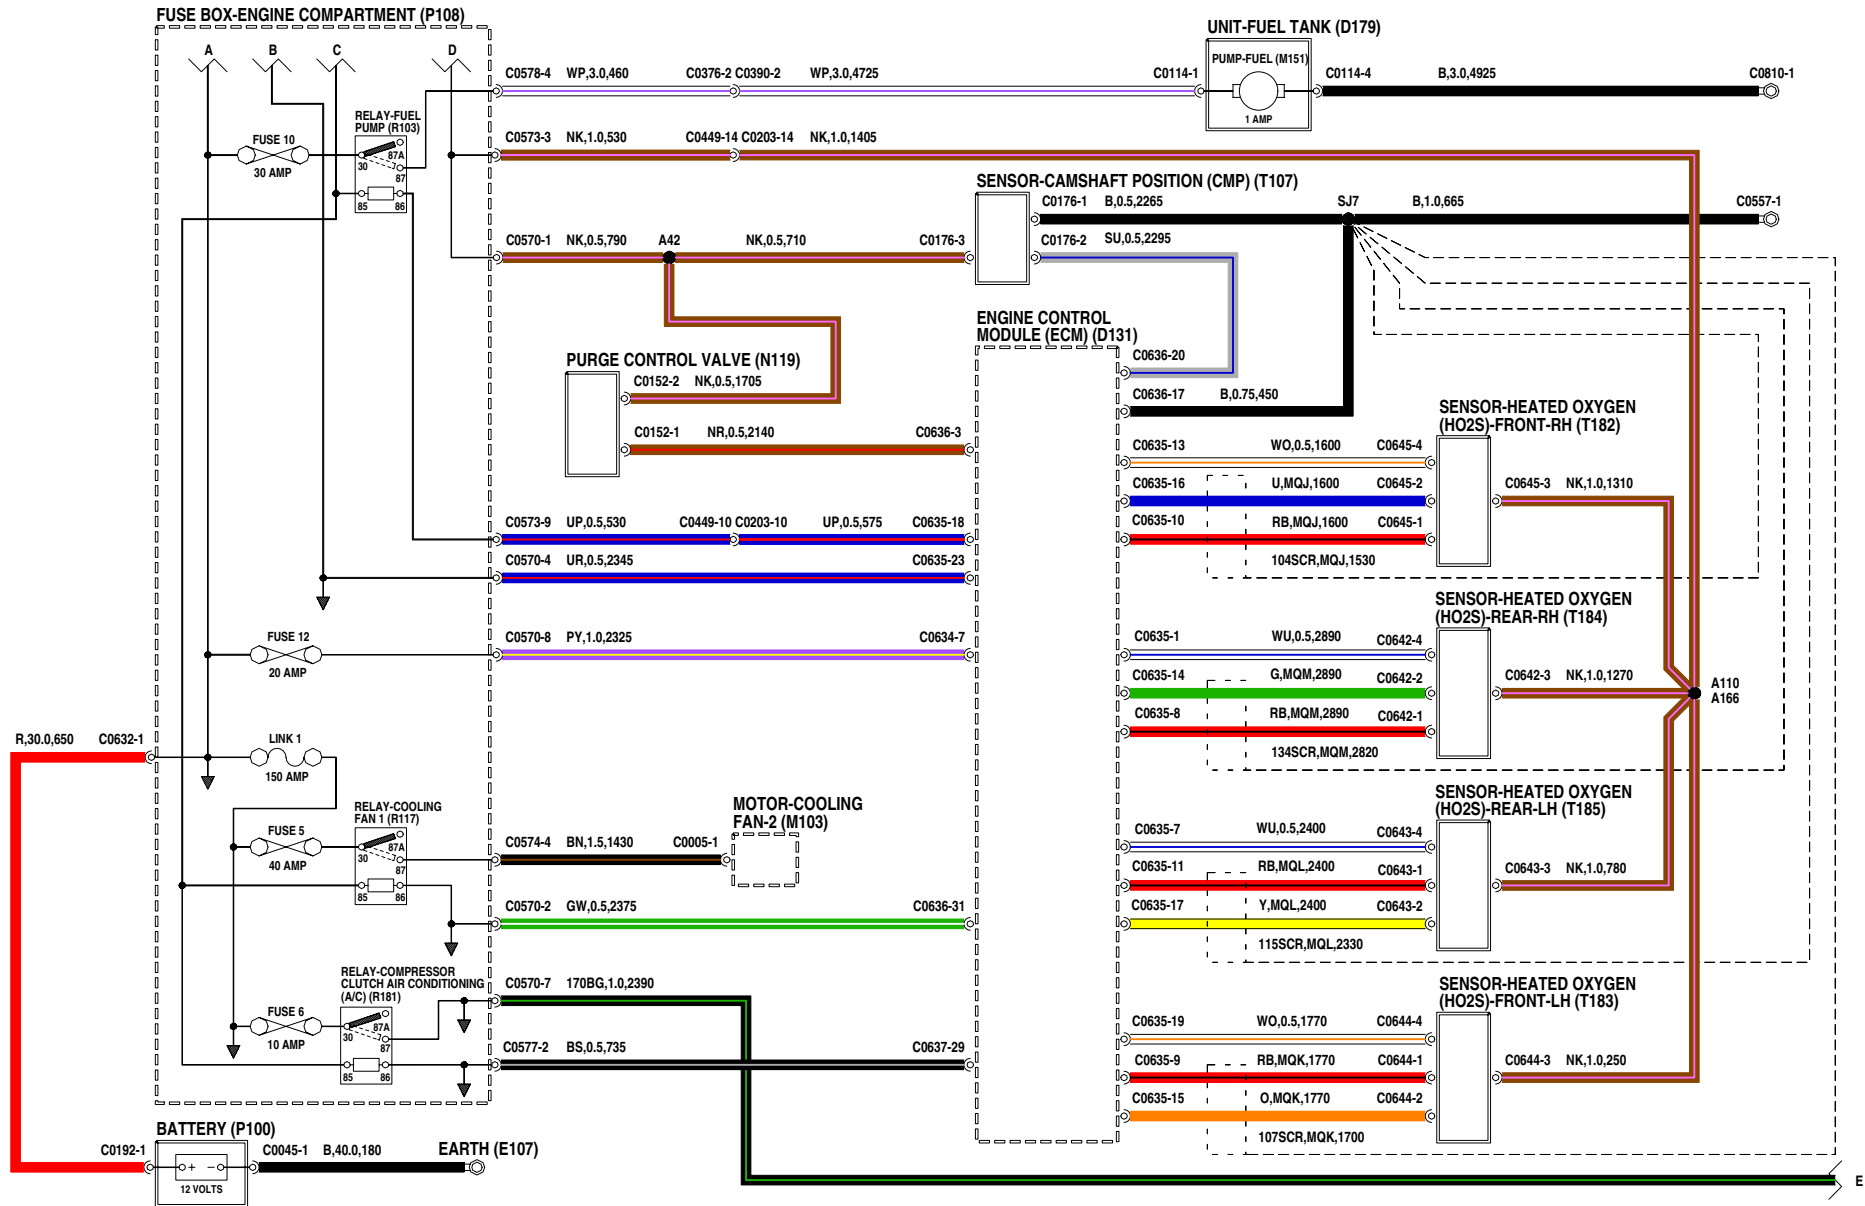 FUSE BOX-ENGINE COMPARTMENT (P108)
UNIT-FUEL TANK (D179)
A
B
C
D
C0578-4 WP,3.0,460 C0376-2 C0390-2 WP,3.0,4725 C0114-1
PUMP-FUEL (M151)
1 AMP
C0114-4 B,3.0,4925 C0810-1
RELAY-FUEL
PUMP (R103)
FUSE 10
30 AMP
87A
30
87
85 86
C0573-3 NK,1.0,530 C0449-14 C0203-14 NK,1.0,1405
SENSOR-CAMSHAFT POSITION (CMP) (T107)
C0176-1 B,0.5,2265 SJ7 B,1.0,665 C0557-1
C0570-1 NK,0.5,790 A42 NK,0.5,710 C0176-3
C0176-2 SU,0.5,2295
ENGINE CONTROL
MODULE (ECM) (D131)
PURGE CONTROL VALVE (N119)
C0152-2 NK,0.5,1705
C0636-20
C0636-17 B,0.75,450
C0152-1 NR,0.5,2140 C0636-3
SENSOR-HEATED OXYGEN
(HO2S)-FRONT-RH (T182)
C0635-13 WO,0.5,1600 C0645-4
C0635-16 U,MQJ,1600 C0645-2
C0645-3 NK,1.0,1310
C0635-10 RB,MQJ,1600 C0645-1
104SCR,MQJ,1530
C0573-9 UP,0.5,530 C0449-10 C0203-10 UP,0.5,575 C0635-18
C0570-4 UR,0.5,2345 C0635-23
SENSOR-HEATED OXYGEN
(HO2S)-REAR-RH (T184)
FUSE 12
20 AMP
C0570-8 PY,1.0,2325 C0634-7
C0635-1 WU,0.5,2890 C0642-4
C0635-14 G,MQM,2890 C0642-2
C0642-3 NK,1.0,1270
A110
A166
C0635-8 RB,MQM,2890 C0642-1
134SCR,MQM,2820
R,30.0,650 C0632-1
LINK 1
150 AMP
RELAY-COOLING
FAN 1 (R117)
FUSE 5
40 AMP
87A
30
87
85 86
C0574-4 BN,1.5,1430 C0005-1
MOTOR-COOLING
FAN-2 (M103)
SENSOR-HEATED OXYGEN
(HO2S)-REAR-LH (T185)
C0635-7 WU,0.5,2400 C0643-4
C0635-11 RB,MQL,2400 C0643-1
C0643-3 NK,1.0,780
C0635-17 Y,MQL,2400 C0643-2
115SCR,MQL,2330
C0570-2 GW,0.5,2375 C0636-31
RELAY-COMPRESSOR
CLUTCH AIR CONDITIONING
(A/C) (R181)
FUSE 6
10 AMP
87A
30
87
85 86
C0570-7 170BG,1.0,2390
C0577-2 BS,0.5,735 C0637-29
SENSOR-HEATED OXYGEN
(HO2S)-FRONT-LH (T183)
C0635-19 WO,0.5,1770 C0644-4
C0635-9 RB,MQK,1770 C0644-1
C0644-3 NK,1.0,250
C0635-15 O,MQK,1770 C0644-2
107SCR,MQK,1700
BATTERY (P100)
C0192-1
+ −
12 VOLTS
C0045-1 B,40.0,180
EARTH (E107)
E